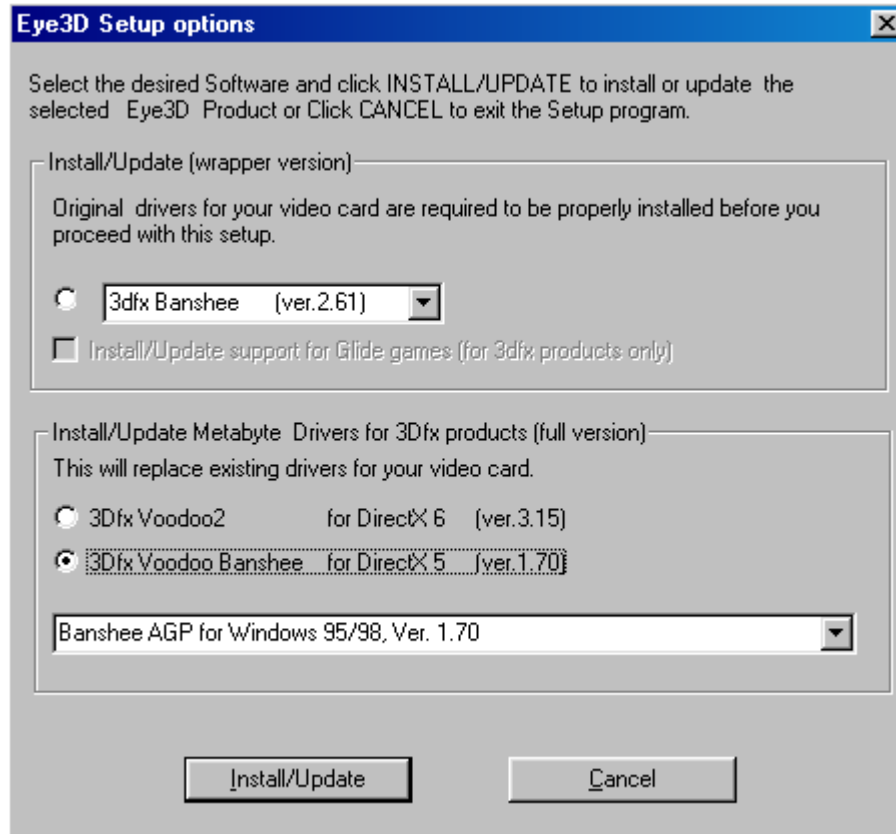 Eye3D Setup options
Select the desired Software and click INSTALL/UPDATE to install or update the
selected Eye3D Product or Click CANCEL to exit the Setup program.
Install/Update (wrapper version)
Original drivers for your video card are required to be properly installed before you
proceed with this setup.
3dfx Banshee (ver.2.61)
Install/Update support for Glide games (for 3dfx products only)
Install/Update Metabyte Drivers for 3Dfx products (full version)
This will replace existing drivers for your video card.
3Dfx Voodoo2 for DirectX 6 (ver.3.15)
3Dfx Voodoo Banshee for DirectX 5 (ver.1.70)
Banshee AGP for Windows 95/98, Ver. 1.70
Install/Update
Cancel